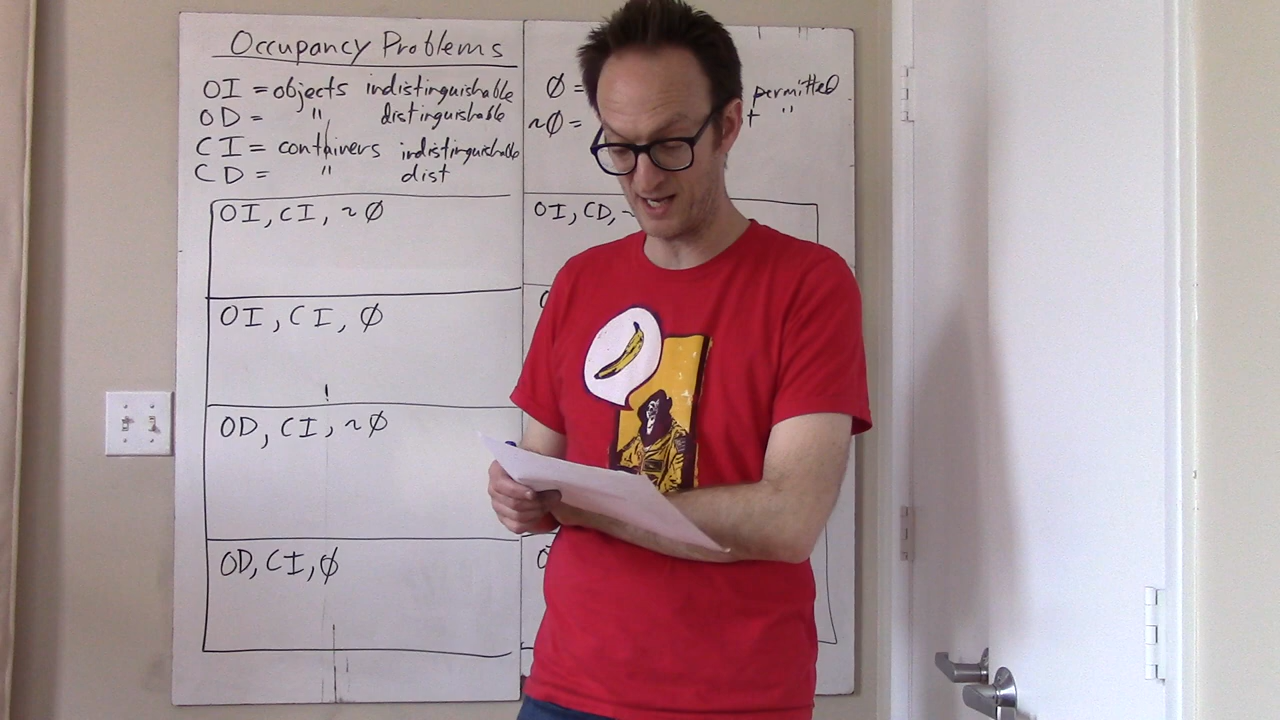 Occupancy Problems
OI = objects indistinguishable
OD = " distinguishable
CI = containers indistinguishable
CD = " dist
Ø = permitted
~Ø = "
OI, CI, ~Ø
OI, CD, ~
OI, CI, Ø
OD, CI, ~Ø
OD, CI, Ø